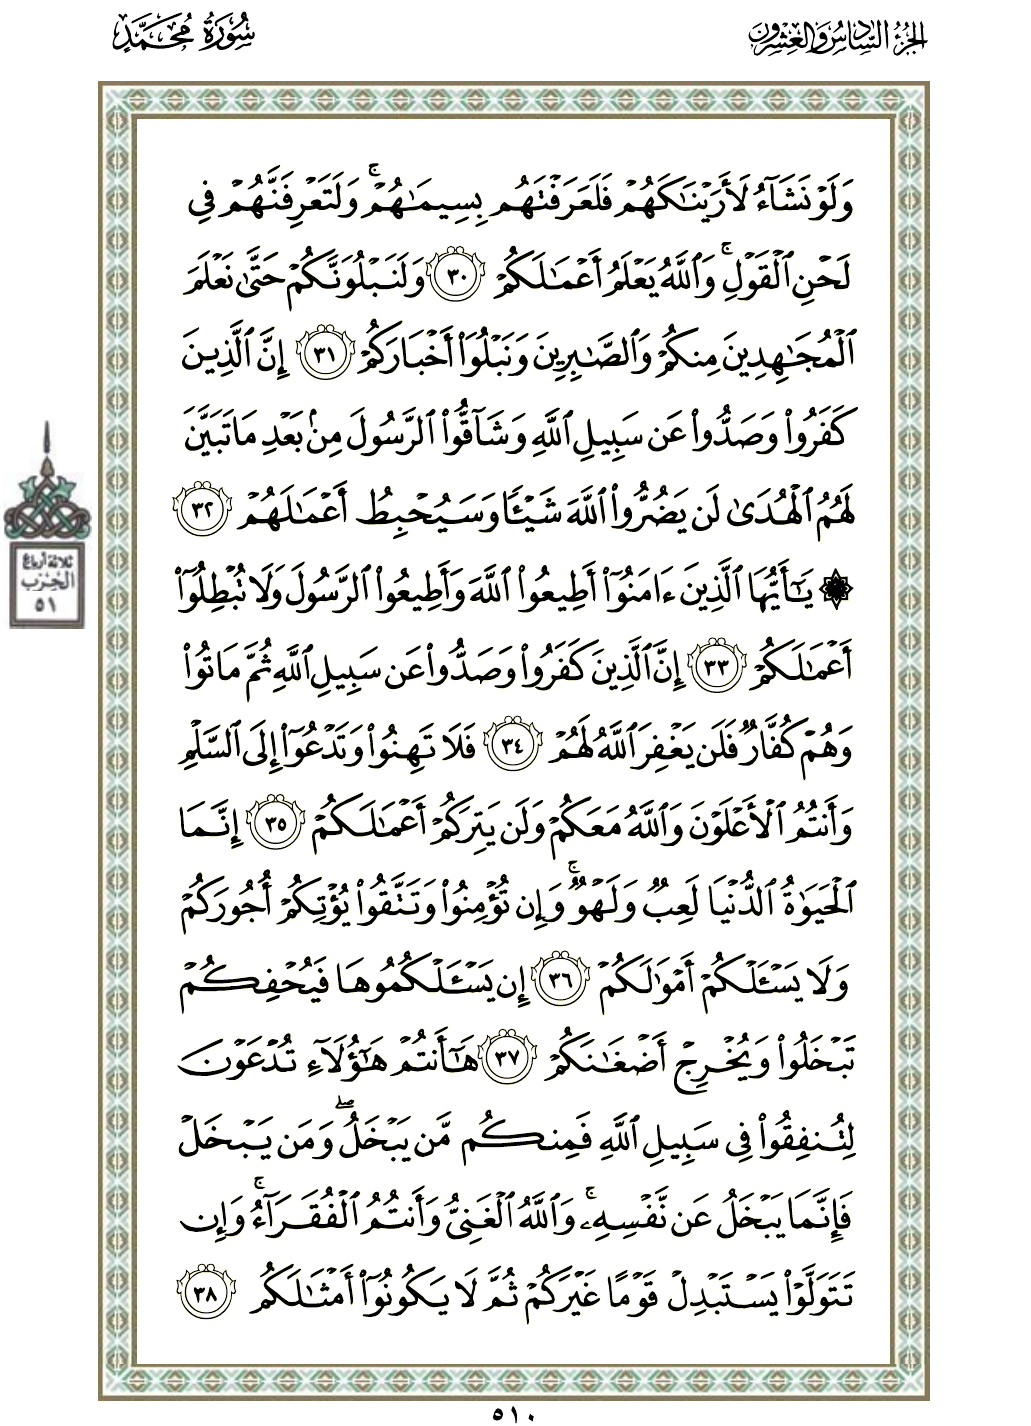 الجزء السادس والعشرون
سورة محمد
وَلَوْ نَشَآءُ لَأَرَيْنَٰكَهُمْ فَلَعَرَفْتَهُم بِسِيمَٰهُمْ ۚ وَلَتَعْرِفَنَّهُمْ فِى
لَحْنِ ٱلْقَوْلِ ۚ وَٱللَّهُ يَعْلَمُ أَعْمَٰلَكُمْ ٣٠ وَلَنَبْلُوَنَّكُمْ حَتَّىٰ نَعْلَمَ
ٱلْمُجَٰهِدِينَ مِنكُمْ وَٱلصَّٰبِرِينَ وَنَبْلُوَا۟ أَخْبَارَكُمْ ٣١ إِنَّ ٱلَّذِينَ
كَفَرُوا۟ وَصَدُّوا۟ عَن سَبِيلِ ٱللَّهِ وَشَآقُّوا۟ ٱلرَّسُولَ مِنۢ بَعْدِ مَا تَبَيَّنَ
لَهُمُ ٱلْهُدَىٰ لَن يَضُرُّوا۟ ٱللَّهَ شَيْـًٔا وَسَيُحْبِطُ أَعْمَٰلَهُمْ ٣٢
۞ يَٰٓأَيُّهَا ٱلَّذِينَ ءَامَنُوٓا۟ أَطِيعُوا۟ ٱللَّهَ وَأَطِيعُوا۟ ٱلرَّسُولَ وَلَا تُبْطِلُوٓا۟
أَعْمَٰلَكُمْ ٣٣ إِنَّ ٱلَّذِينَ كَفَرُوا۟ وَصَدُّوا۟ عَن سَبِيلِ ٱللَّهِ ثُمَّ مَاتُوا۟
وَهُمْ كُفَّارٌ فَلَن يَغْفِرَ ٱللَّهُ لَهُمْ ٣٤ فَلَا تَهِنُوا۟ وَتَدْعُوٓا۟ إِلَى ٱلسَّلْمِ
وَأَنتُمُ ٱلْأَعْلَوْنَ وَٱللَّهُ مَعَكُمْ وَلَن يَتِرَكُمْ أَعْمَٰلَكُمْ ٣٥ إِنَّمَا
ٱلْحَيَوٰةُ ٱلدُّنْيَا لَعِبٌ وَلَهْوٌ ۚ وَإِن تُؤْمِنُوا۟ وَتَتَّقُوا۟ يُؤْتِكُمْ أُجُورَكُمْ
وَلَا يَسْـَٔلْكُمْ أَمْوَٰلَكُمْ ٣٦ إِن يَسْـَٔلْكُمُوهَا فَيُحْفِكُمْ
تَبْخَلُوا۟ وَيُخْرِجْ أَضْغَٰنَكُمْ ٣٧ هَٰٓأَنتُمْ هَٰٓؤُلَآءِ تُدْعَوْنَ
لِتُنفِقُوا۟ فِى سَبِيلِ ٱللَّهِ فَمِنكُم مَّن يَبْخَلُ ۖ وَمَن يَبْخَلْ
فَإِنَّمَا يَبْخَلُ عَن نَّفْسِهِۦ ۚ وَٱللَّهُ ٱلْغَنِىُّ وَأَنتُمُ ٱلْفُقَرَآءُ ۚ وَإِن
تَتَوَلَّوْا۟ يَسْتَبْدِلْ قَوْمًا غَيْرَكُمْ ثُمَّ لَا يَكُونُوٓا۟ أَمْثَٰلَكُم ٣٨
ثلاثة أرباع
الحزب
٥١
٥١٠